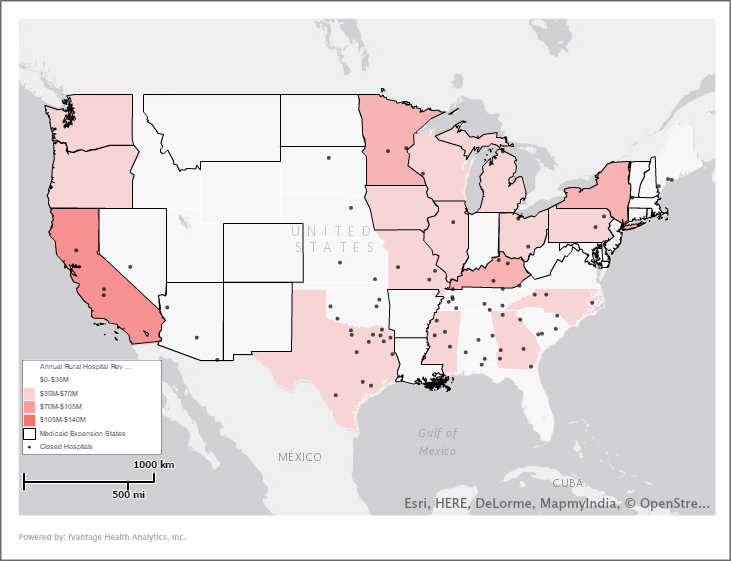 UNITED
STATES
Annual Rural Hospital Rev ...
$0-$35M
$35M-$70M
$70M-$105M
$105M-$140M
Medicaid Expansion States
Closed Hospitals
1000 km
500 mi
MÉXICO
Gulf of
Mexico
CUBA
Esri, HERE, DeLorme, MapmyIndia, © OpenStre...
Powered by: iVantage Health Analytics, Inc.